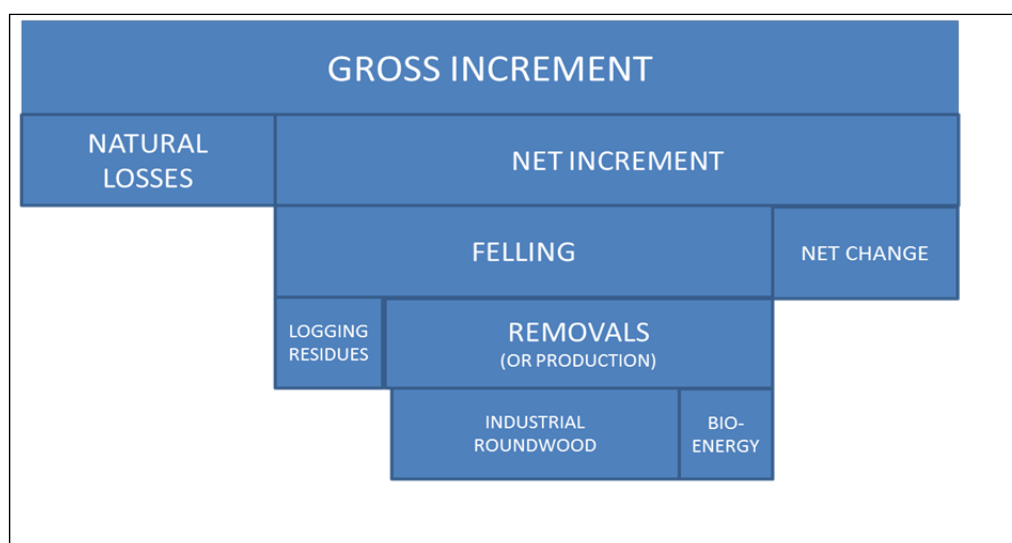 GROSS INCREMENT
NATURAL
LOSSES
NET INCREMENT
FELLING
NET CHANGE
LOGGING
RESIDUES
REMOVALS
(OR PRODUCTION)
INDUSTRIAL
ROUNDWOOD
BIO-
ENERGY